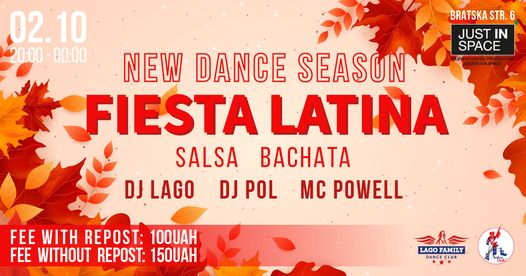 02.10
20:00 - 00:00
BRATSKA STR. 6
JUST IN
SPACE
NEW DANCE SEASON
FIESTA LATINA
SALSA BACHATA
DJ LAGO DJ POL MC POWELL
FEE WITH REPOST: 100UAH
FEE WITHOUT REPOST: 150UAH
LAGO FAMILY
DANCE CLUB